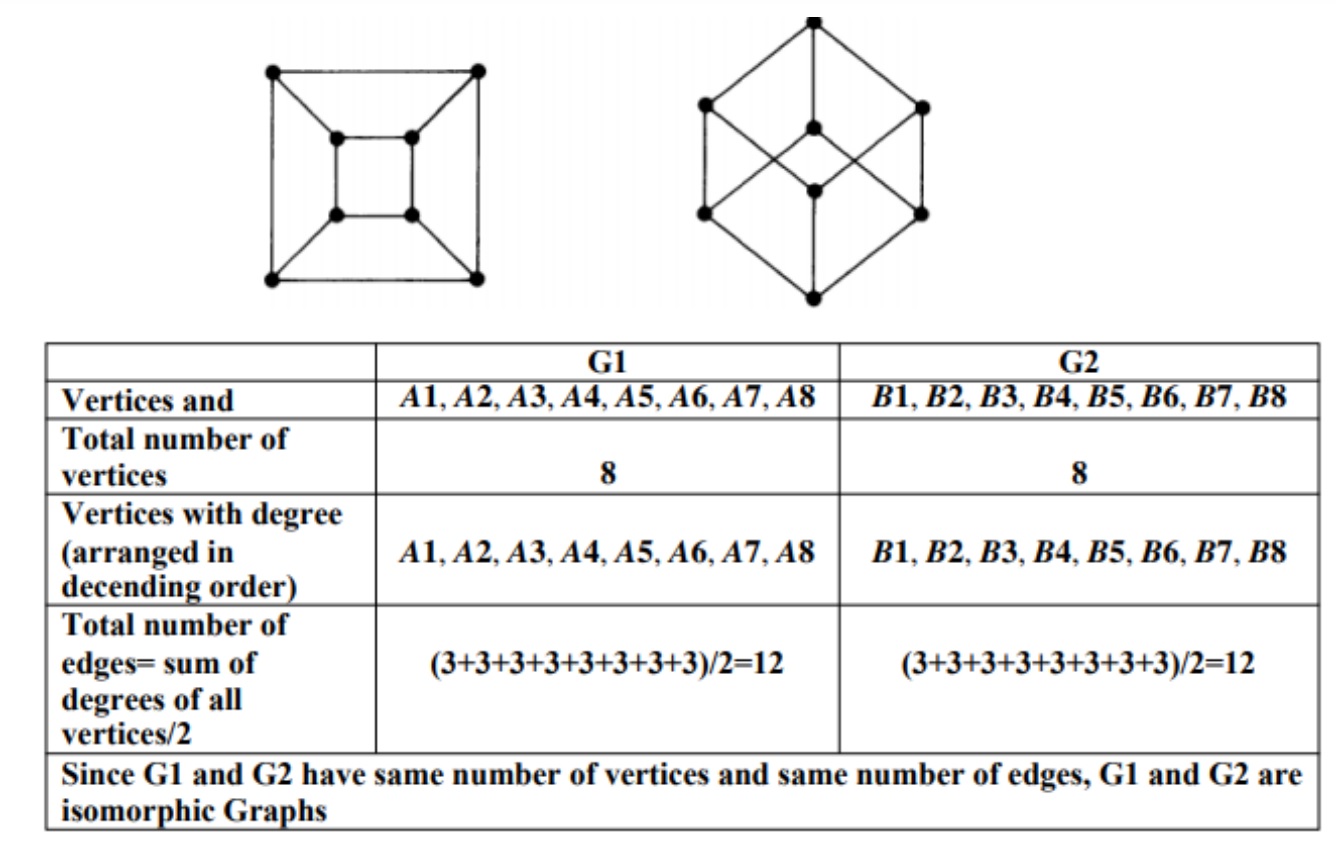 G1 G2
Vertices and A1, A2, A3, A4, A5, A6, A7, A8 B1, B2, B3, B4, B5, B6, B7, B8
Total number of
vertices 8 8
Vertices with degree
(arranged in A1, A2, A3, A4, A5, A6, A7, A8 B1, B2, B3, B4, B5, B6, B7, B8
decending order)
Total number of
edges= sum of (3+3+3+3+3+3+3+3)/2=12 (3+3+3+3+3+3+3+3)/2=12
degrees of all
vertices/2
Since G1 and G2 have same number of vertices and same number of edges, G1 and G2 are
isomorphic Graphs